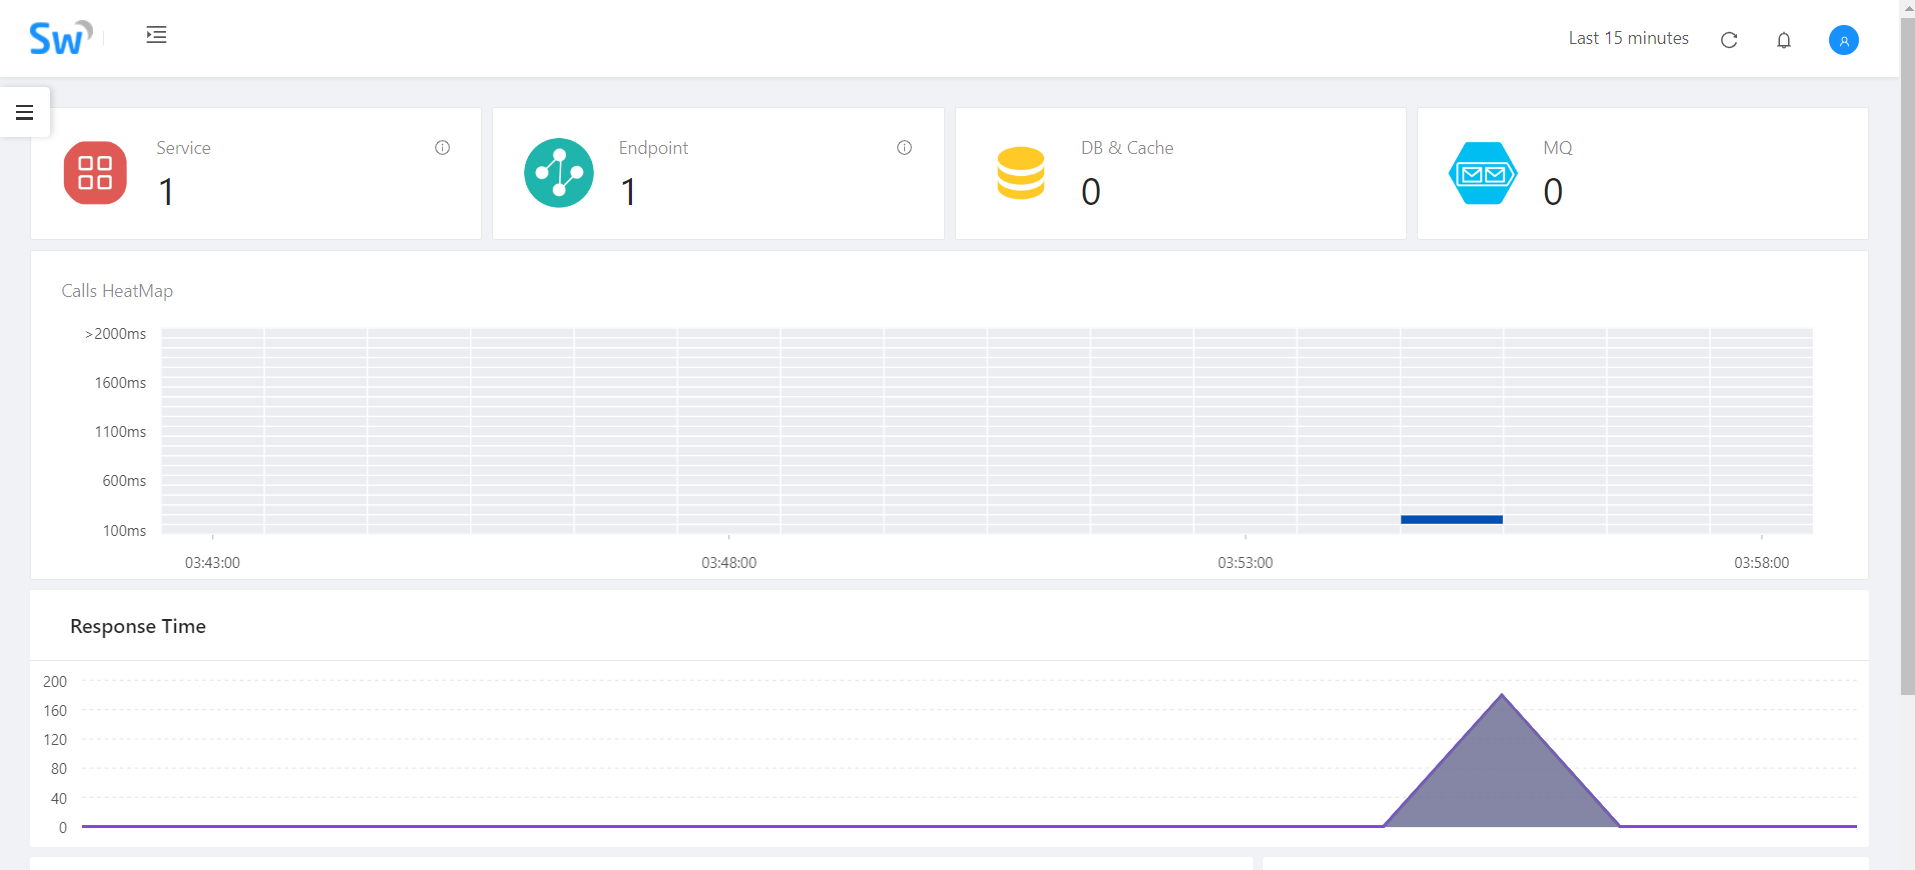 Sw
Last 15 minutes
Service
1
Endpoint
1
DB & Cache
0
MQ
0
Calls HeatMap
>2000ms
1600ms
1100ms
600ms
100ms
03:43:00
03:48:00
03:53:00
03:58:00
Response Time
200
160
120
80
40
0